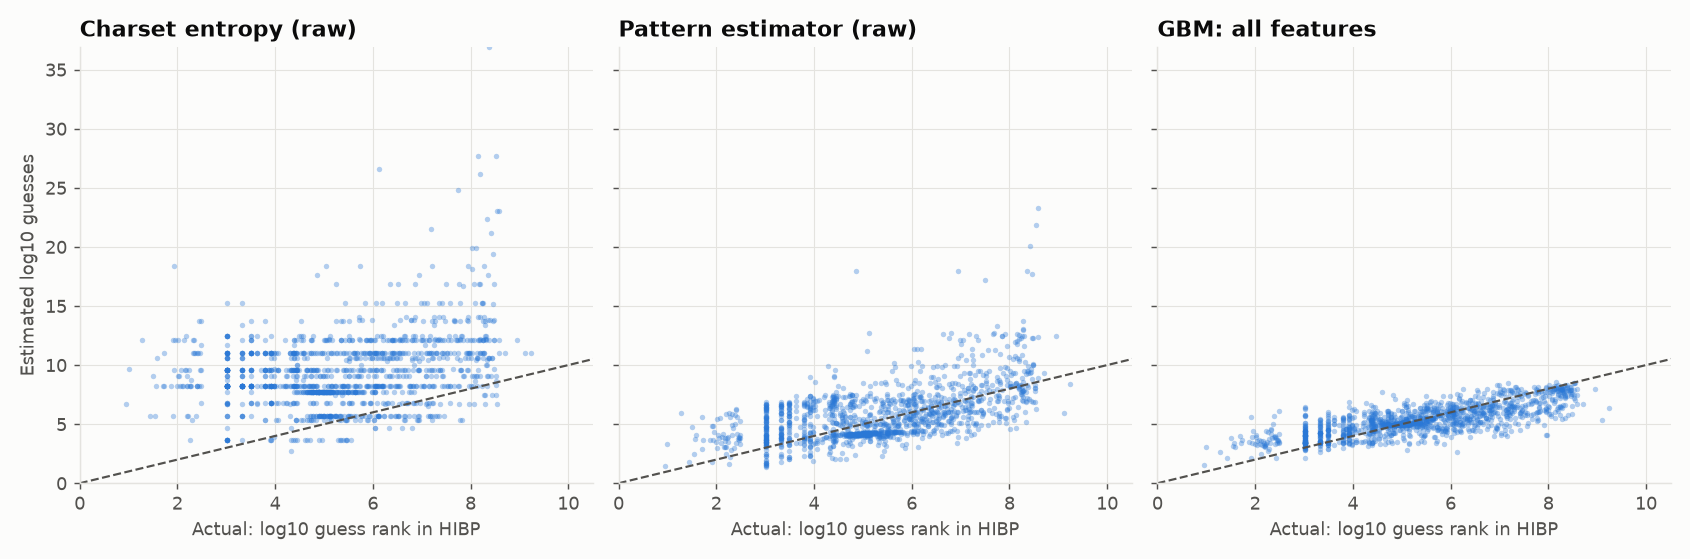 Charset entropy (raw)
Pattern estimator (raw)
GBM: all features
Estimated log10 guesses
35
30
25
20
15
10
5
0
0 2 4 6 8 10
0 2 4 6 8 10
0 2 4 6 8 10
Actual: log10 guess rank in HIBP
Actual: log10 guess rank in HIBP
Actual: log10 guess rank in HIBP